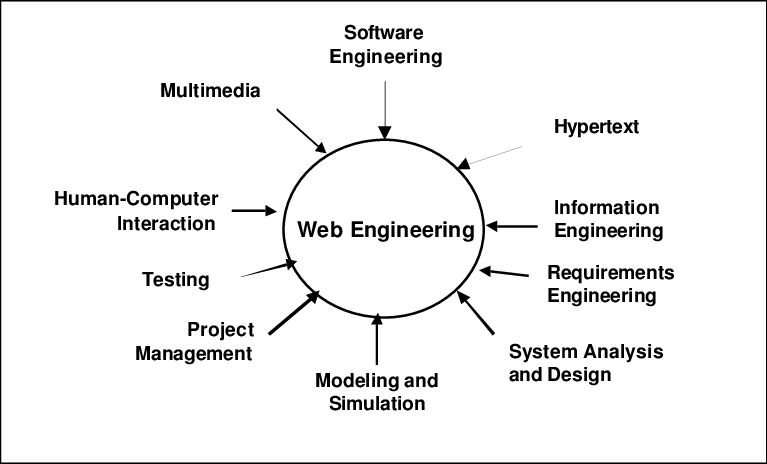 Software
Engineering
Multimedia
Hypertext
Human-Computer
Interaction
Web Engineering
Information
Engineering
Testing
Requirements
Engineering
Project
Management
System Analysis
and Design
Modeling and
Simulation